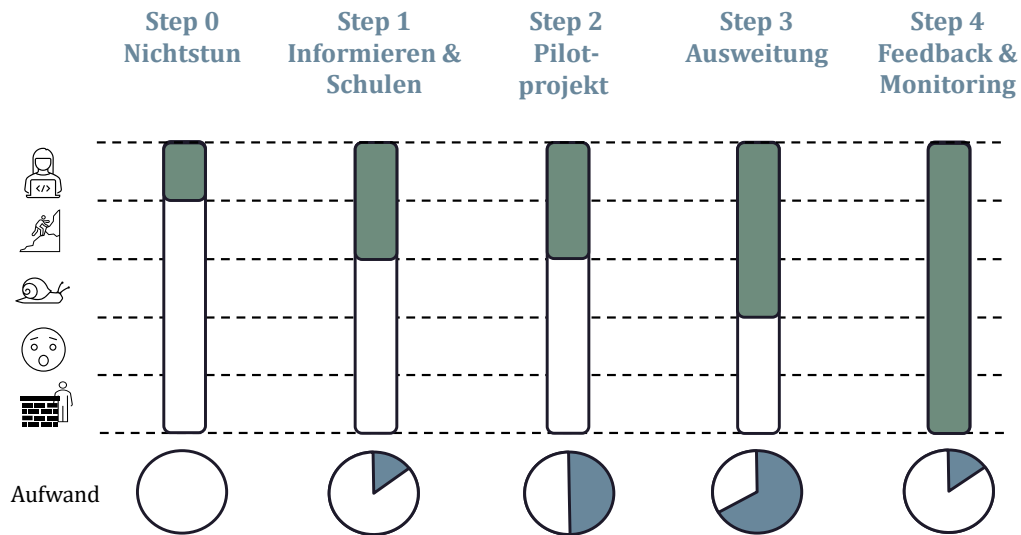 Step 0
Nichtstun
Step 1
Informieren &
Schulen
Step 2
Pilot-
projekt
Step 3
Ausweitung
Step 4
Feedback &
Monitoring
</>
Aufwand